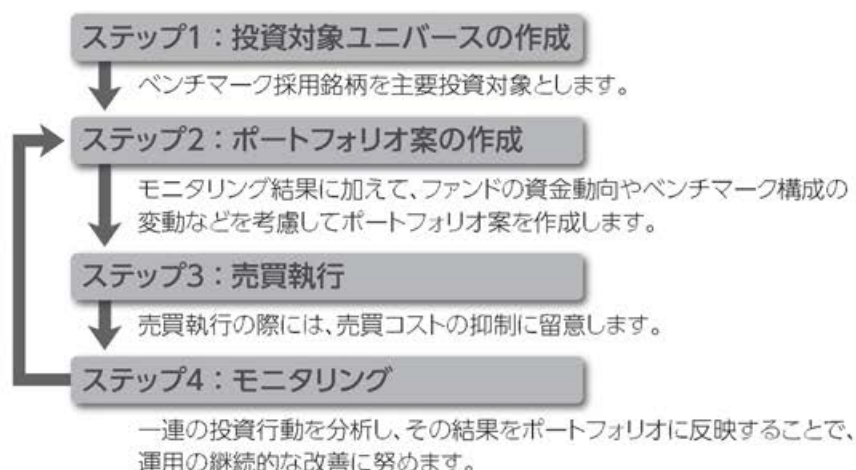 ステップ1：投資対象ユニバースの作成
ベンチマーク採用銘柄を主要投資対象とします。
ステップ2：ポートフォリオ案の作成
モニタリング結果に加えて、ファンドの資金動向やベンチマーク構成の
変動などを考慮してポートフォリオ案を作成します。
ステップ3：売買執行
売買執行の際には、売買コストの抑制に留意します。
ステップ4：モニタリング
一連の投資行動を分析し、その結果をポートフォリオに反映することで、
運用の継続的な改善に努めます。